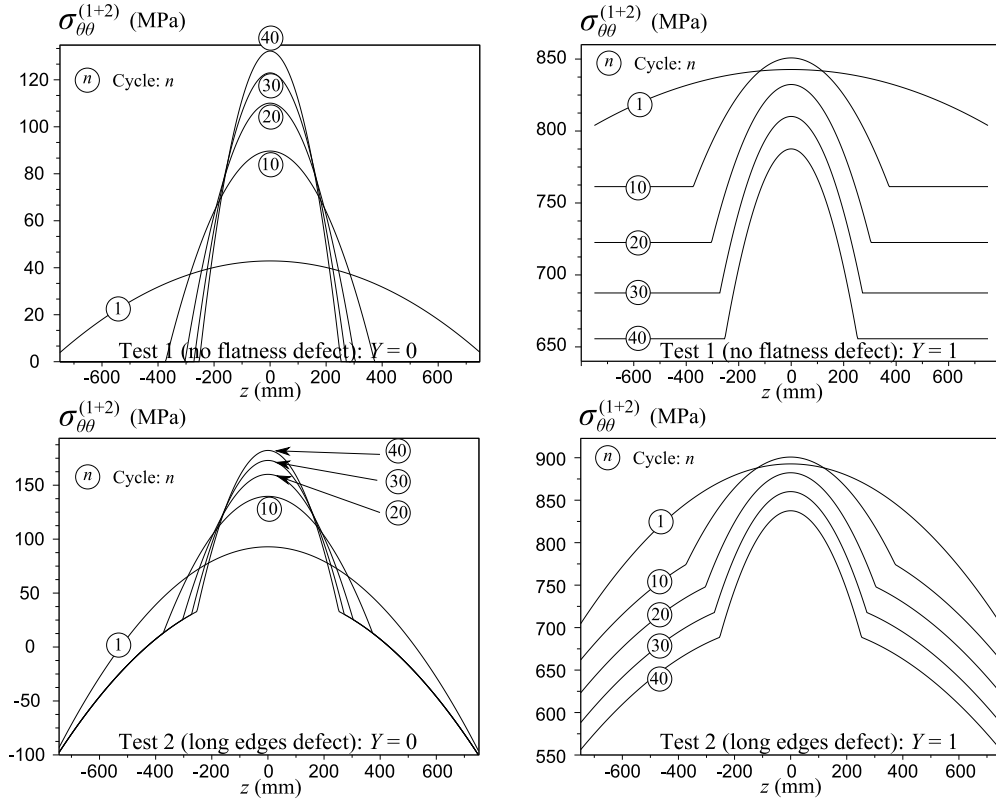 σθθ^(1+2) (MPa)
n Cycle: n
40
30
20
10
1
120
100
80
60
40
20
0
Test 1 (no flatness defect): Y = 0
-600 -400 -200 0 200 400 600
z (mm)
σθθ^(1+2) (MPa)
n Cycle: n
1
10
20
30
40
850
800
750
700
650
Test 1 (no flatness defect): Y = 1
-600 -400 -200 0 200 400 600
z (mm)
σθθ^(1+2) (MPa)
n Cycle: n
40
30
20
10
1
150
100
50
0
-50
-100
Test 2 (long edges defect): Y = 0
-600 -400 -200 0 200 400 600
z (mm)
σθθ^(1+2) (MPa)
n Cycle: n
1
10
20
30
40
900
850
800
750
700
650
600
550
Test 2 (long edges defect): Y = 1
-600 -400 -200 0 200 400 600
z (mm)